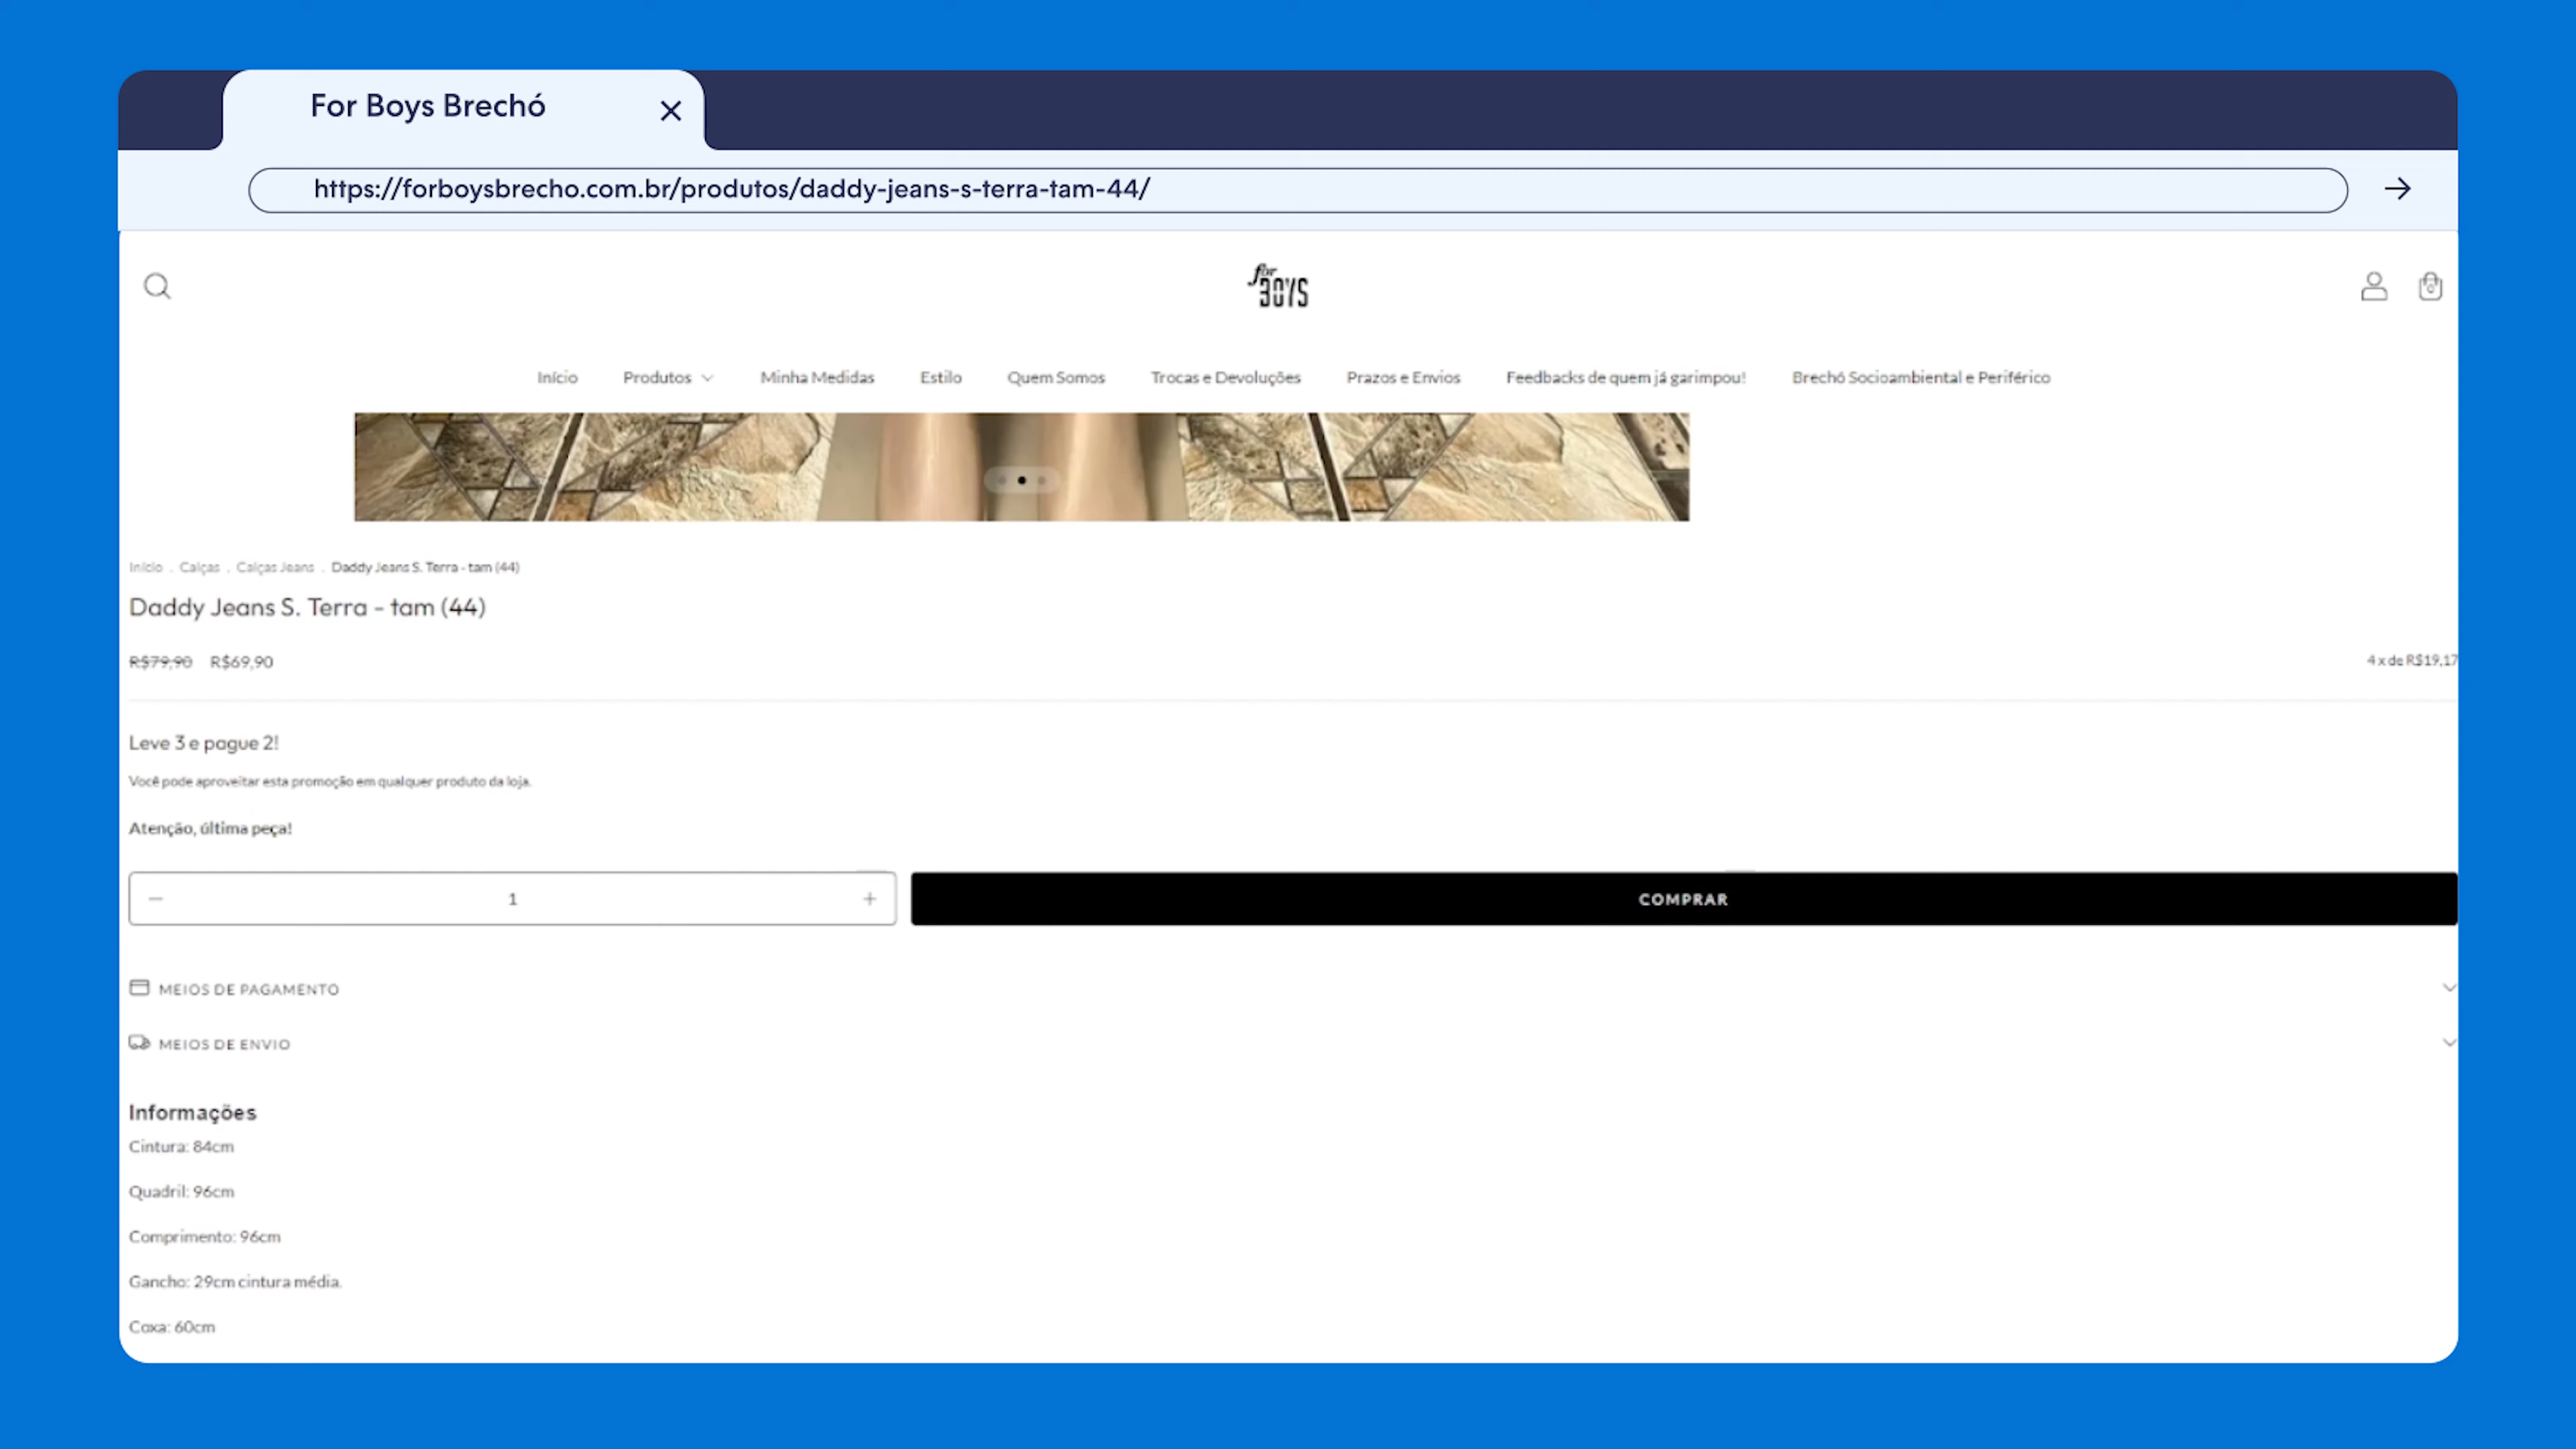 For Boys Brechó
https://forboysbrecho.com.br/produtos/daddy-jeans-s-terra-tam-44/
for BOYS
0
Início Produtos Minha Medidas Estilo Quem Somos Trocas e Devoluções Prazos e Envios Feedbacks de quem já garimpou! Brechó Socioambiental e Periférico
Início . Calças . Calças Jeans . Daddy Jeans S. Terra - tam (44)
Daddy Jeans S. Terra - tam (44)
R$79,90 R$69,90 4 x de R$19,17
Leve 3 e pague 2!
Você pode aproveitar esta promoção em qualquer produto da loja.
Atenção, última peça!
− 1 + COMPRAR
MEIOS DE PAGAMENTO
MEIOS DE ENVIO
Informações
Cintura: 84cm
Quadril: 96cm
Comprimento: 96cm
Gancho: 29cm cintura média.
Coxa: 60cm